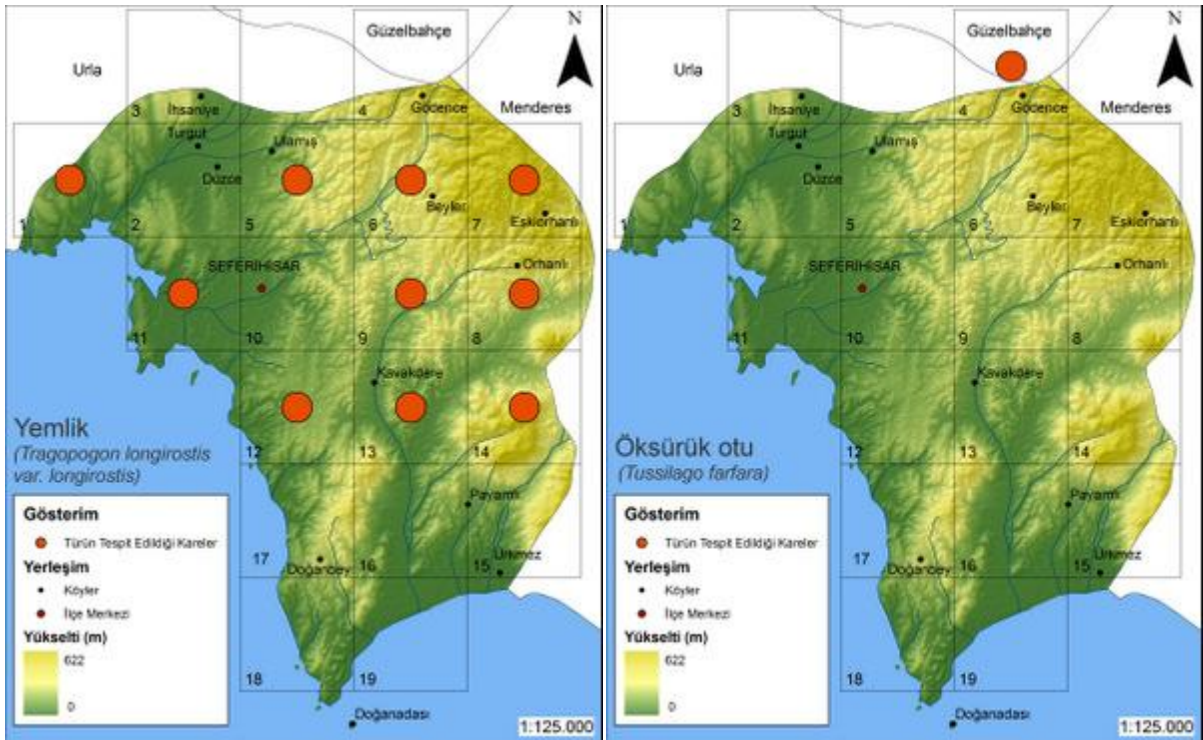 N
Güzelbahçe
Urla
Menderes
3
4
İhsaniye
Gödence
Turgut
Ulamış
Düzce
Beyler
Eskiorhanlı
1
2
5
6
7
Orhanlı
SEFERİHİSAR
11
10
9
8
Kavakdere
Yemlik
(Tragopogon longirostis
var. longirostis)
12
13
14
Payamlı
Gösterim
Türün Tespit Edildiği Kareler
Yerleşim
Köyler
İlçe Merkezi
Yükselti (m)
622
0
17
Doğanbey
16
15
Ürkmez
18
19
Doğanadası
1:125.000
N
Güzelbahçe
Urla
Menderes
3
4
İhsaniye
Gödence
Turgut
Ulamış
Düzce
Beyler
Eskiorhanlı
1
2
5
6
7
Orhanlı
SEFERİHİSAR
11
10
9
8
Kavakdere
Öksürük otu
(Tussilago farfara)
12
13
14
Payamlı
Gösterim
Türün Tespit Edildiği Kareler
Yerleşim
Köyler
İlçe Merkezi
Yükselti (m)
622
0
17
Doğanbey
16
15
Ürkmez
18
19
Doğanadası
1:125.000